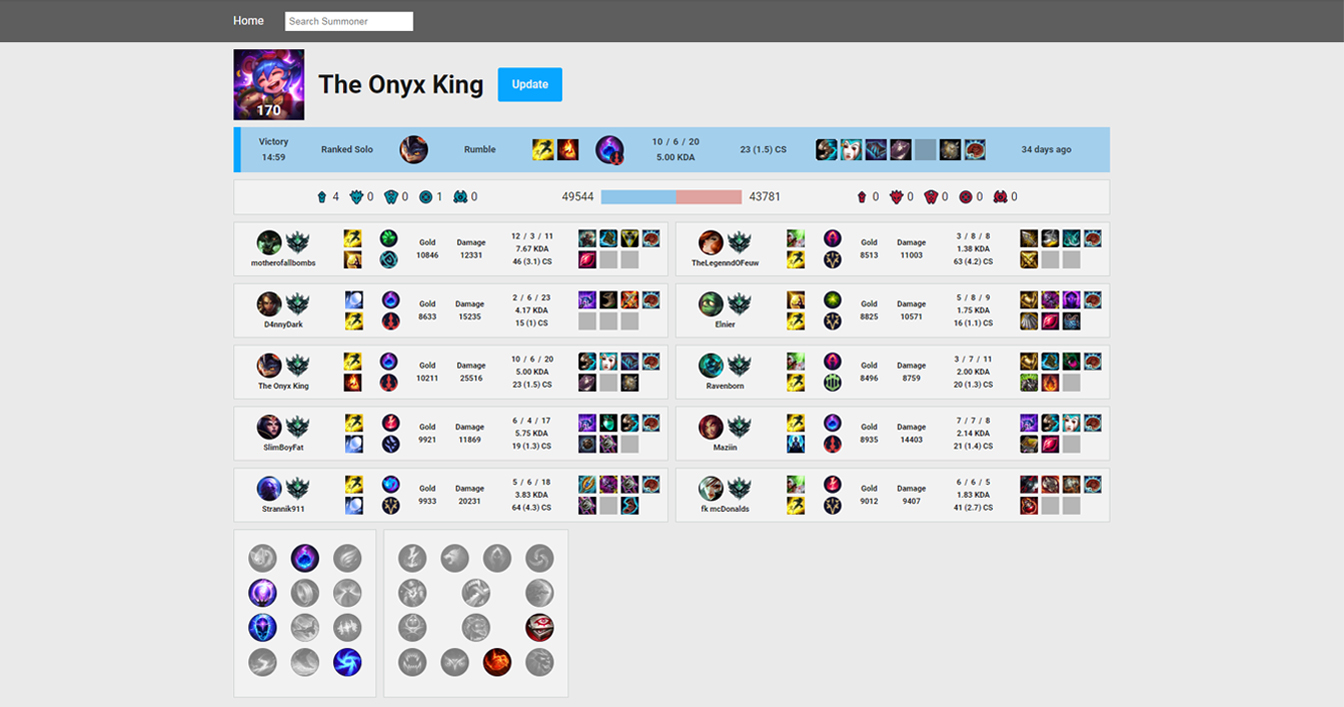 Home Search Summoner
The Onyx King Update
170
Victory
14:59
Ranked Solo
Rumble
10 / 6 / 20
5.00 KDA
23 (1.5) CS
34 days ago
4 0 0 1 0 49544 43781 0 0 0 0 0
motherofallbombs
Gold
10846
Damage
12331
12 / 3 / 11
7.67 KDA
46 (3.1) CS
TheLegenndOFeuw
Gold
8513
Damage
11003
3 / 8 / 8
1.38 KDA
63 (4.2) CS
D4nnyDark
Gold
8633
Damage
15235
2 / 6 / 23
4.17 KDA
15 (1) CS
Elnier
Gold
8825
Damage
10571
5 / 8 / 9
1.75 KDA
16 (1.1) CS
The Onyx King
Gold
10211
Damage
25516
10 / 6 / 20
5.00 KDA
23 (1.5) CS
Ravenborn
Gold
8496
Damage
8759
3 / 7 / 11
2.00 KDA
20 (1.3) CS
SlimBoyFat
Gold
9921
Damage
11869
6 / 4 / 17
5.75 KDA
19 (1.3) CS
Maziin
Gold
8935
Damage
14403
7 / 7 / 8
2.14 KDA
21 (1.4) CS
Strannik911
Gold
9933
Damage
20231
5 / 6 / 18
3.83 KDA
64 (4.3) CS
fk mcDonalds
Gold
9012
Damage
9407
6 / 6 / 5
1.83 KDA
41 (2.7) CS